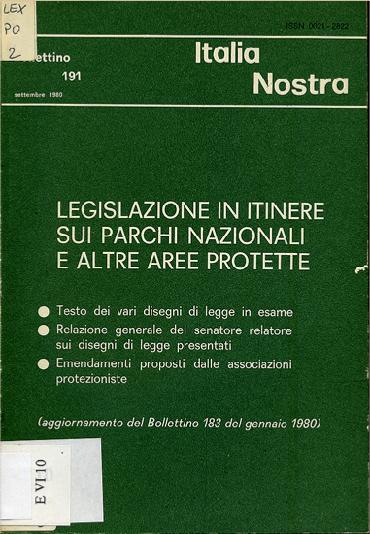 LEX
PO
2
ISSN 0021-2822
Italia
Nostra
llettino
191
settembre 1980
LEGISLAZIONE IN ITINERE
SUI PARCHI NAZIONALI
E ALTRE AREE PROTETTE
Testo dei vari disegni di legge in esame
Relazione generale del senatore relatore
sui disegni di legge presentati
Emendamenti proposti dalle associazioni
protezioniste
(aggiornamento del Bollettino 183 del gennaio 1980)
E VI 10